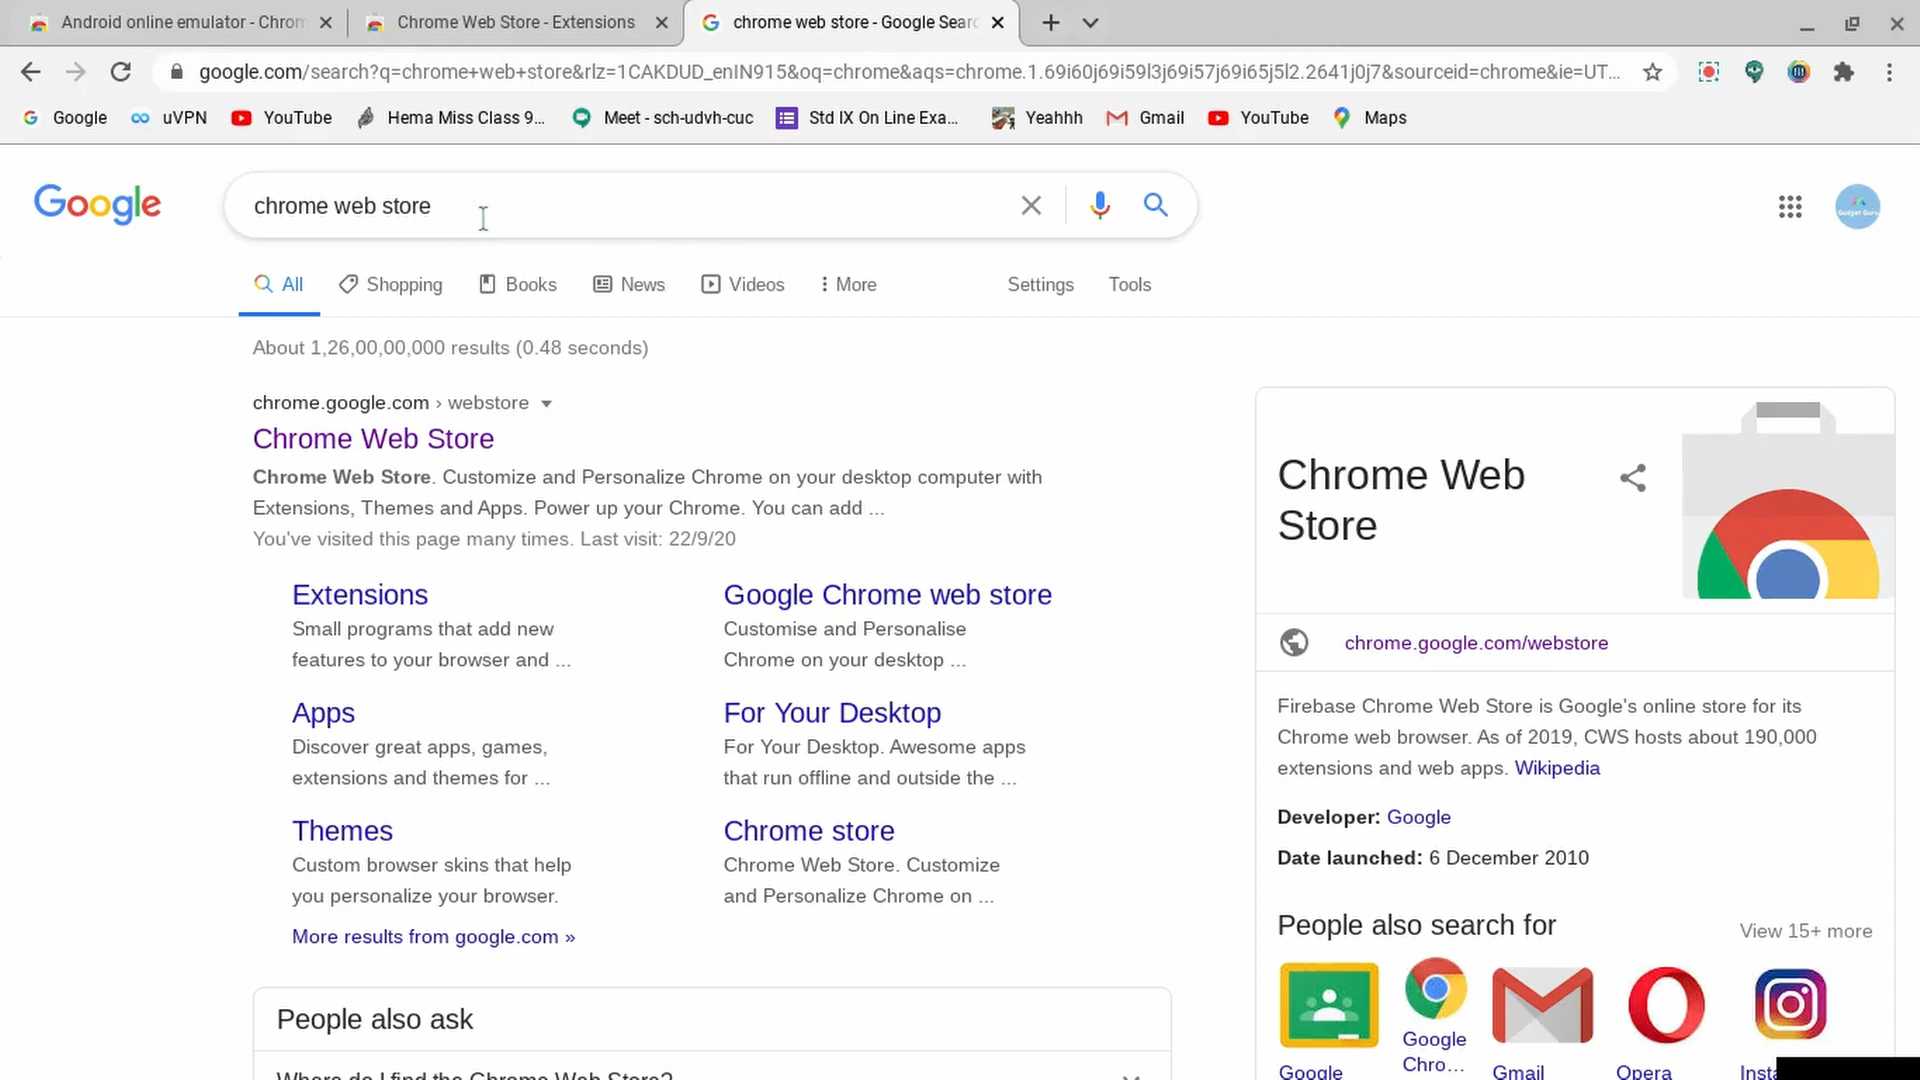 Android online emulator - Chrom
Chrome Web Store - Extensions
chrome web store - Google Searc
google.com/search?q=chrome+web+store&rlz=1CAKDUD_enIN915&oq=chrome&aqs=chrome.1.69i60j69i59l3j69i57j69i65j5l2.2641j0j7&sourceid=chrome&ie=UT...
Google
uVPN
YouTube
Hema Miss Class 9...
Meet - sch-udvh-cuc
Std IX On Line Exa...
Yeahhh
Gmail
YouTube
Maps
Google
chrome web store
Gadget Guru
All
Shopping
Books
News
Videos
More
Settings
Tools
About 1,26,00,00,000 results (0.48 seconds)
chrome.google.com › webstore
Chrome Web Store
Chrome Web Store. Customize and Personalize Chrome on your desktop computer with
Extensions, Themes and Apps. Power up your Chrome. You can add ...
You've visited this page many times. Last visit: 22/9/20
Extensions
Small programs that add new
features to your browser and ...
Google Chrome web store
Customise and Personalise
Chrome on your desktop ...
Apps
Discover great apps, games,
extensions and themes for ...
For Your Desktop
For Your Desktop. Awesome apps
that run offline and outside the ...
Themes
Custom browser skins that help
you personalize your browser.
Chrome store
Chrome Web Store. Customize
and Personalize Chrome on ...
More results from google.com »
People also ask
Where do I find the Chrome Web Store?
Chrome Web
Store
chrome.google.com/webstore
Firebase Chrome Web Store is Google's online store for its
Chrome web browser. As of 2019, CWS hosts about 190,000
extensions and web apps. Wikipedia
Developer: Google
Date launched: 6 December 2010
People also search for
View 15+ more
Google
Google
Chro...
Gmail
Opera
Insta